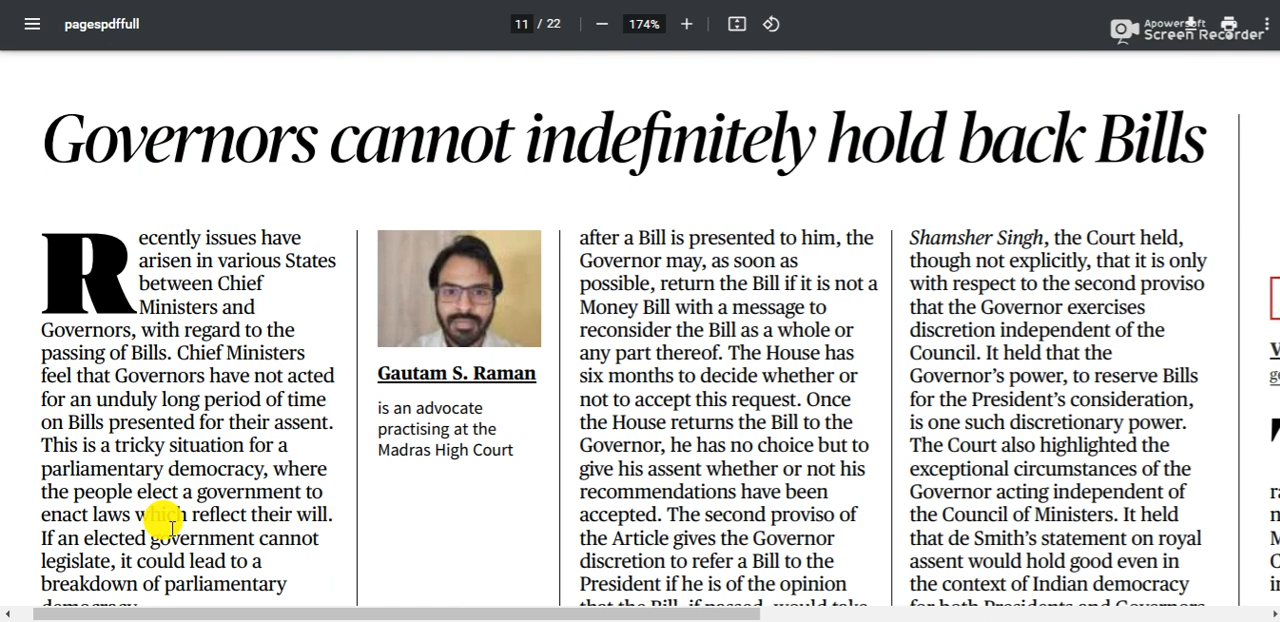 pagespdffull
11 / 22
174%
Apowersoft
Screen Recorder
Governors cannot indefinitely hold back Bills
Recently issues have
arisen in various States
between Chief
Ministers and
Governors, with regard to the
passing of Bills. Chief Ministers
feel that Governors have not acted
for an unduly long period of time
on Bills presented for their assent.
This is a tricky situation for a
parliamentary democracy, where
the people elect a government to
enact laws which reflect their will.
If an elected government cannot
legislate, it could lead to a
breakdown of parliamentary
Gautam S. Raman
is an advocate
practising at the
Madras High Court
after a Bill is presented to him, the
Governor may, as soon as
possible, return the Bill if it is not a
Money Bill with a message to
reconsider the Bill as a whole or
any part thereof. The House has
six months to decide whether or
not to accept this request. Once
the House returns the Bill to the
Governor, he has no choice but to
give his assent whether or not his
recommendations have been
accepted. The second proviso of
the Article gives the Governor
discretion to refer a Bill to the
President if he is of the opinion
that the Bill, if passed, would take
Shamsher Singh, the Court held,
though not explicitly, that it is only
with respect to the second proviso
that the Governor exercises
discretion independent of the
Council. It held that the
Governor's power, to reserve Bills
for the President's consideration,
is one such discretionary power.
The Court also highlighted the
exceptional circumstances of the
Governor acting independent of
the Council of Ministers. It held
that de Smith's statement on royal
assent would hold good even in
the context of Indian democracy
for both Presidents and Governors